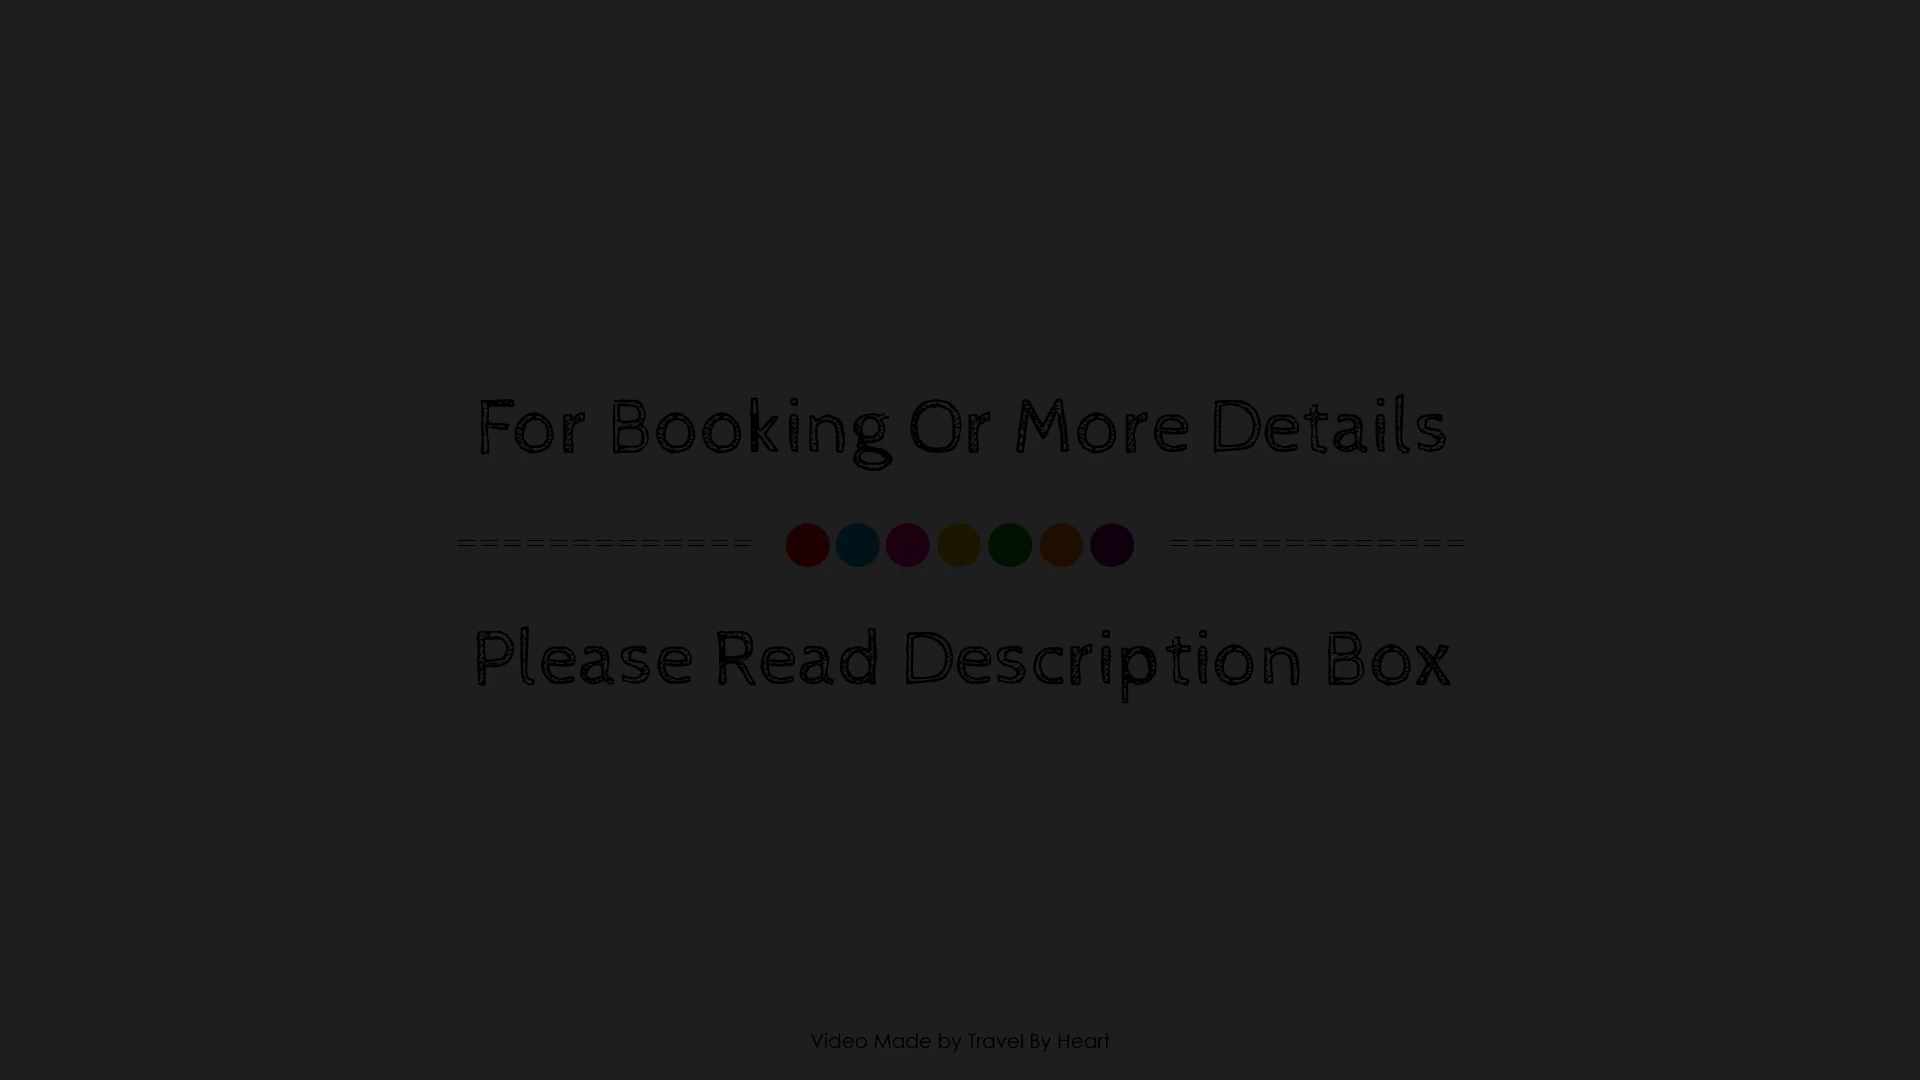 For Booking Or More Details
============= =============
Please Read Description Box
Video Made by Travel By Heart